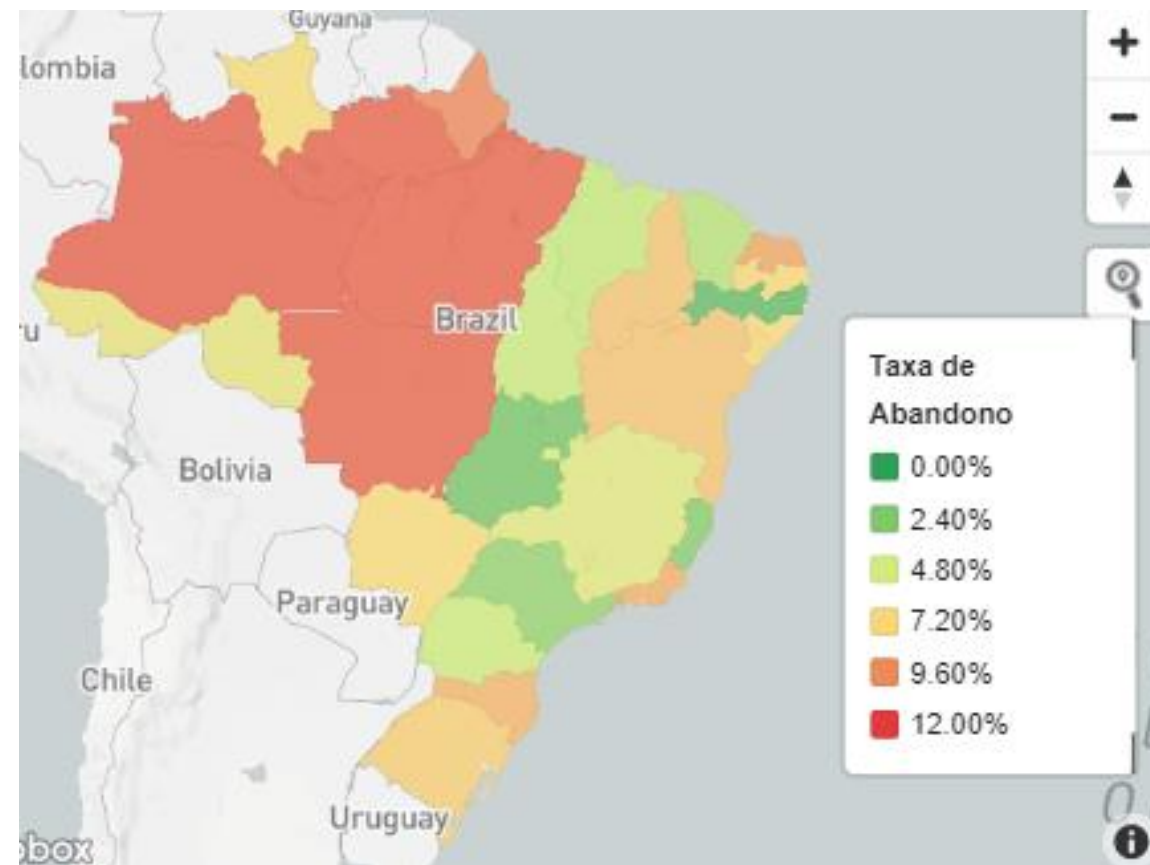 Guyana
lombia
Brazil
u
Bolivia
Paraguay
Chile
Uruguay
obox
+
−
Taxa de
Abandono
0.00%
2.40%
4.80%
7.20%
9.60%
12.00%
O
i